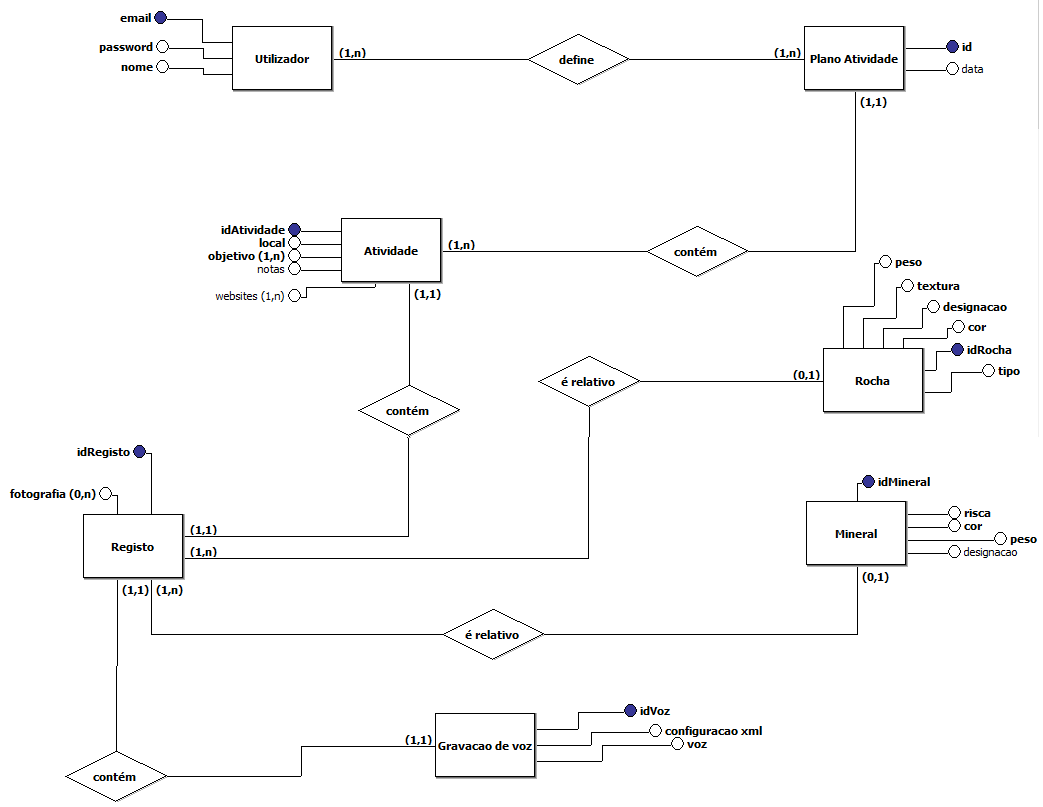 email
password
nome
Utilizador
(1,n)
define
(1,n)
Plano Atividade
id
data
(1,1)
idAtividade
local
objetivo (1,n)
notas
websites (1,n)
Atividade
(1,n)
contém
(1,1)
peso
textura
designacao
cor
idRocha
tipo
Rocha
(0,1)
é relativo
contém
idRegisto
fotografia (0,n)
Registo
(1,1)
(1,n)
(1,1)
(1,n)
idMineral
risca
cor
peso
designacao
Mineral
(0,1)
é relativo
idVoz
configuracao xml
voz
Gravacao de voz
(1,1)
contém